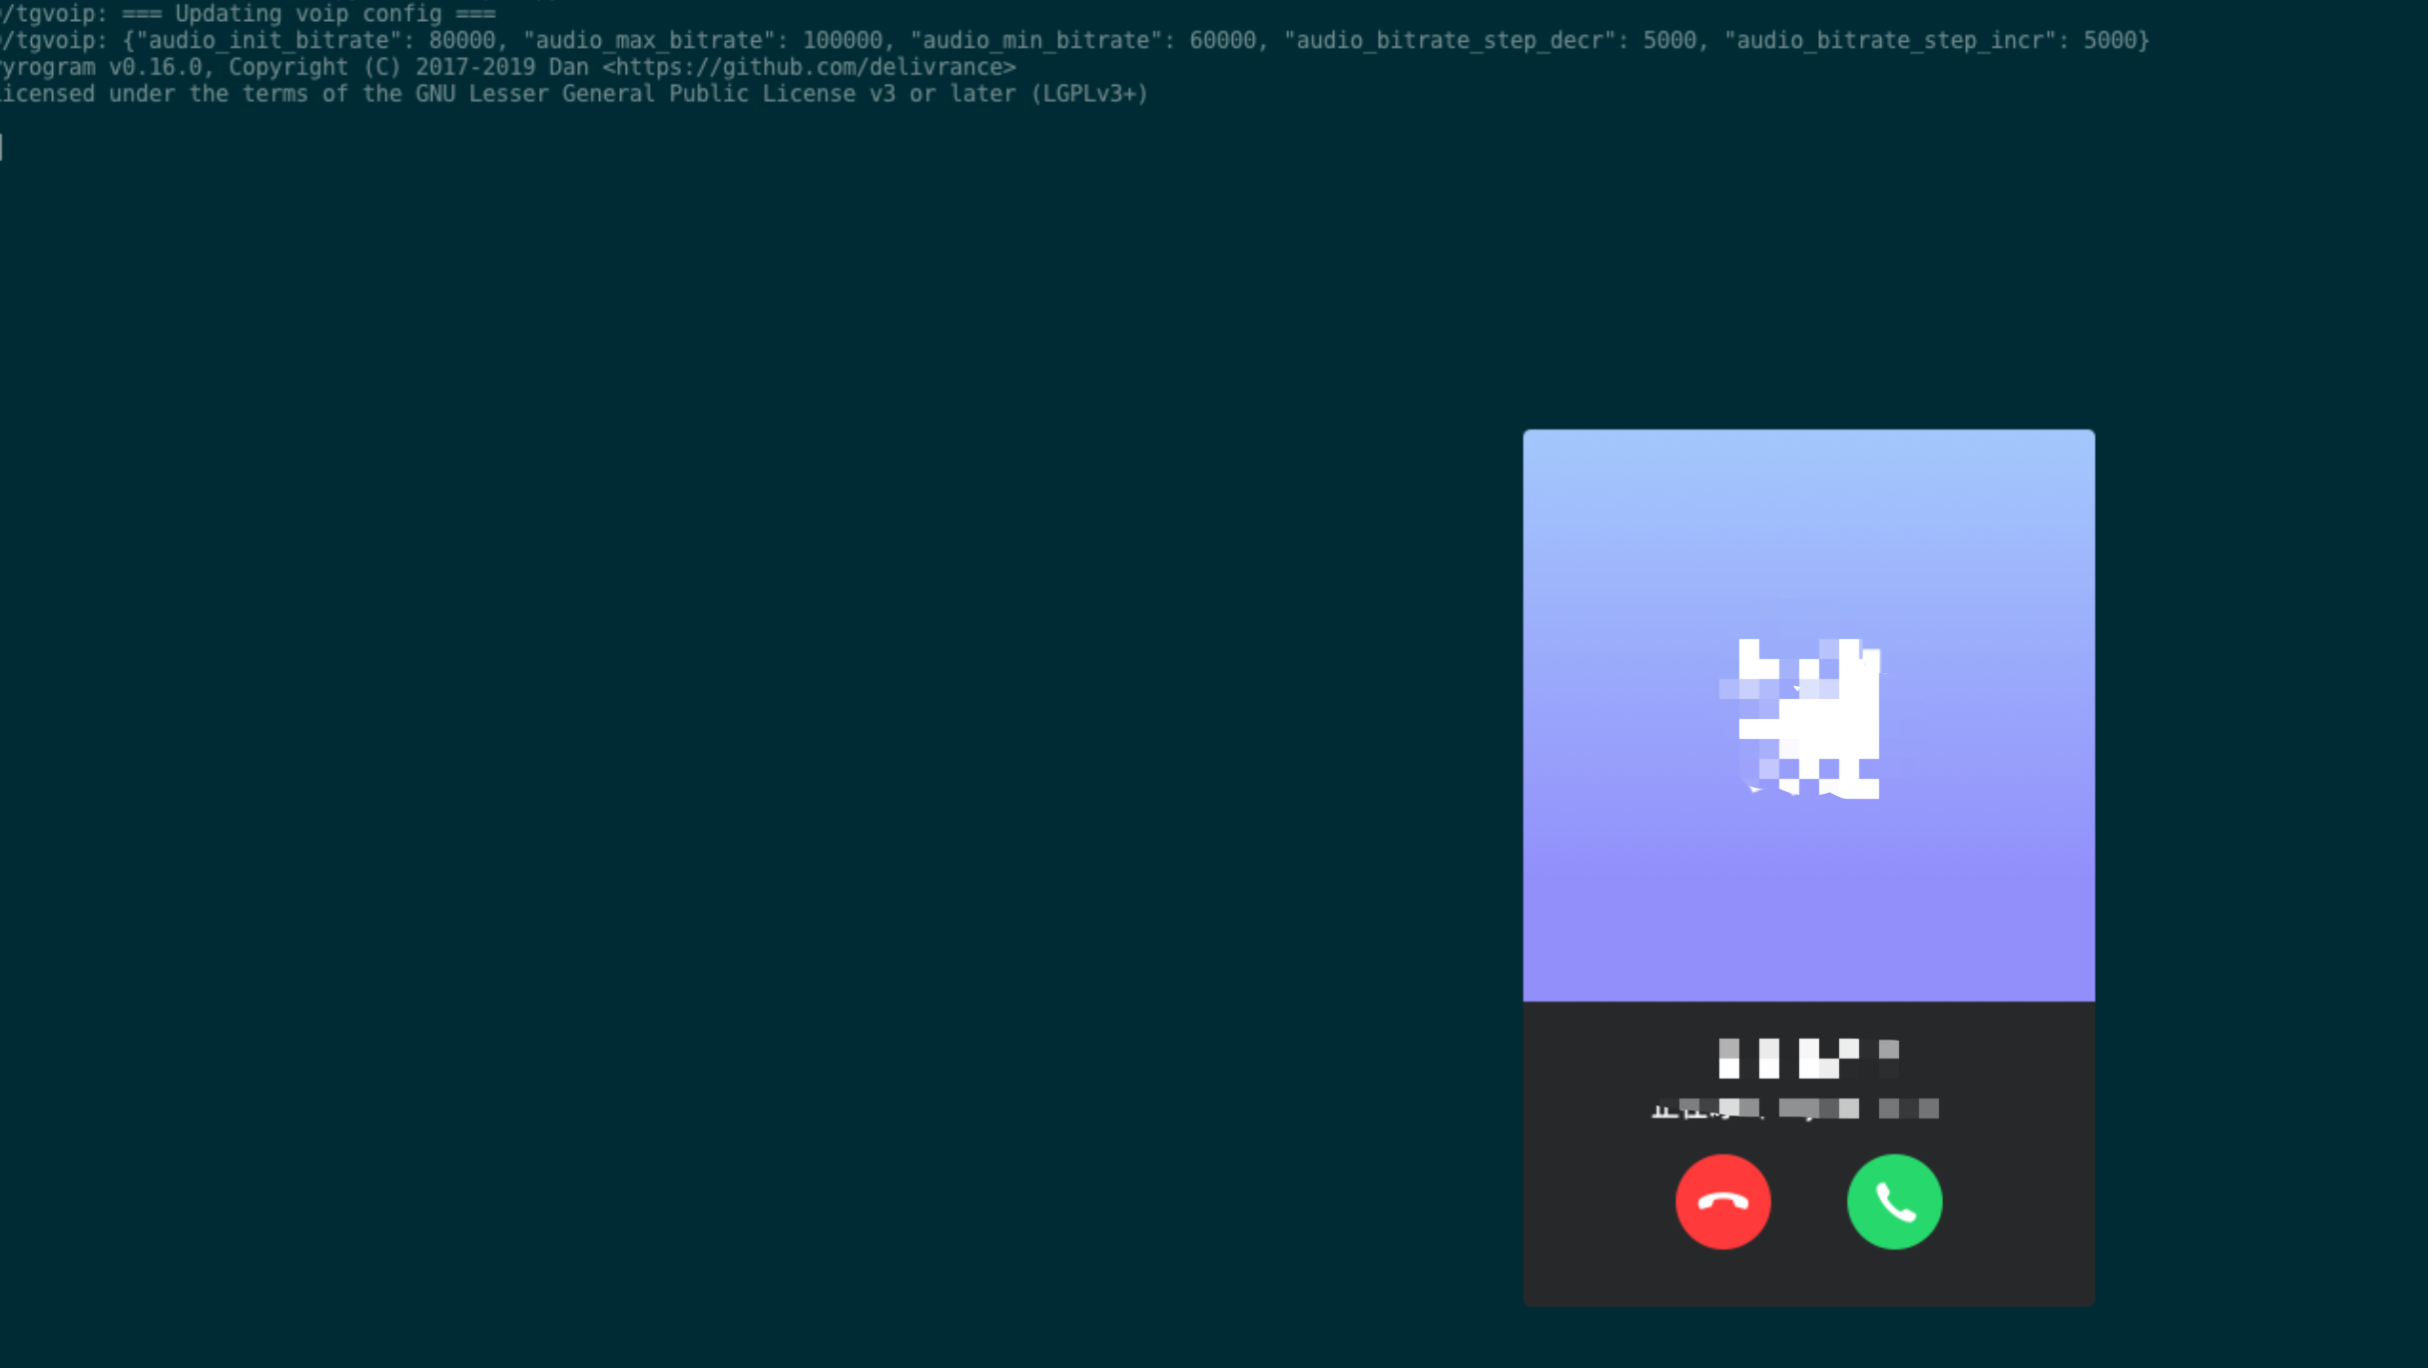 /tgvoip: === Updating voip config ===
/tgvoip: {"audio_init_bitrate": 80000, "audio_max_bitrate": 100000, "audio_min_bitrate": 60000, "audio_bitrate_step_decr": 5000, "audio_bitrate_step_incr": 5000}
yrogram v0.16.0, Copyright (C) 2017-2019 Dan <https://github.com/delivrance>
icensed under the terms of the GNU Lesser General Public License v3 or later (LGPLv3+)